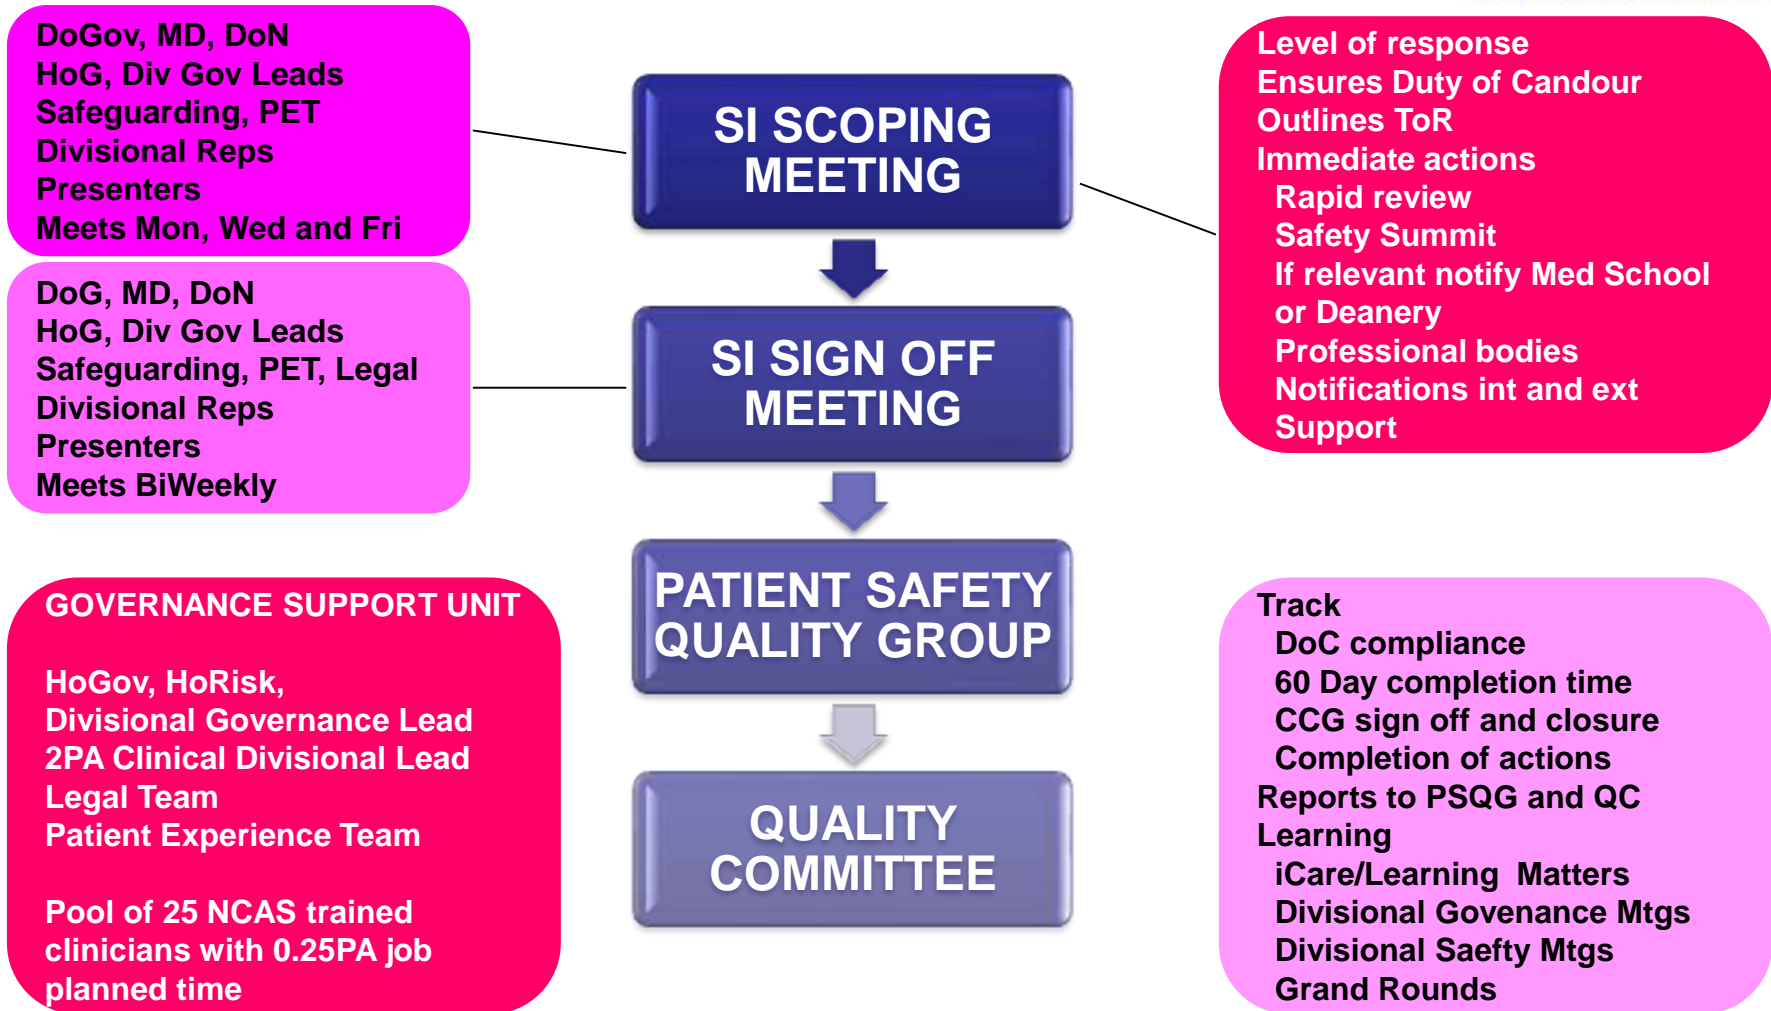 DoGov, MD, DoN
HoG, Div Gov Leads
Safeguarding, PET
Divisional Reps
Presenters
Meets Mon, Wed and Fri
DoG, MD, DoN
HoG, Div Gov Leads
Safeguarding, PET, Legal
Divisional Reps
Presenters
Meets BiWeekly
GOVERNANCE SUPPORT UNIT
HoGov, HoRisk,
Divisional Governance Lead
2PA Clinical Divisional Lead
Legal Team
Patient Experience Team
Pool of 25 NCAS trained
clinicians with 0.25PA job
planned time
SI SCOPING
MEETING
SI SIGN OFF
MEETING
PATIENT SAFETY
QUALITY GROUP
QUALITY
COMMITTEE
Level of response
Ensures Duty of Candour
Outlines ToR
Immediate actions
Rapid review
Safety Summit
If relevant notify Med School
or Deanery
Professional bodies
Notifications int and ext
Support
Track
DoC compliance
60 Day completion time
CCG sign off and closure
Completion of actions
Reports to PSQG and QC
Learning
iCare/Learning  Matters
Divisional Govenance Mtgs
Divisional Saefty Mtgs
Grand Rounds